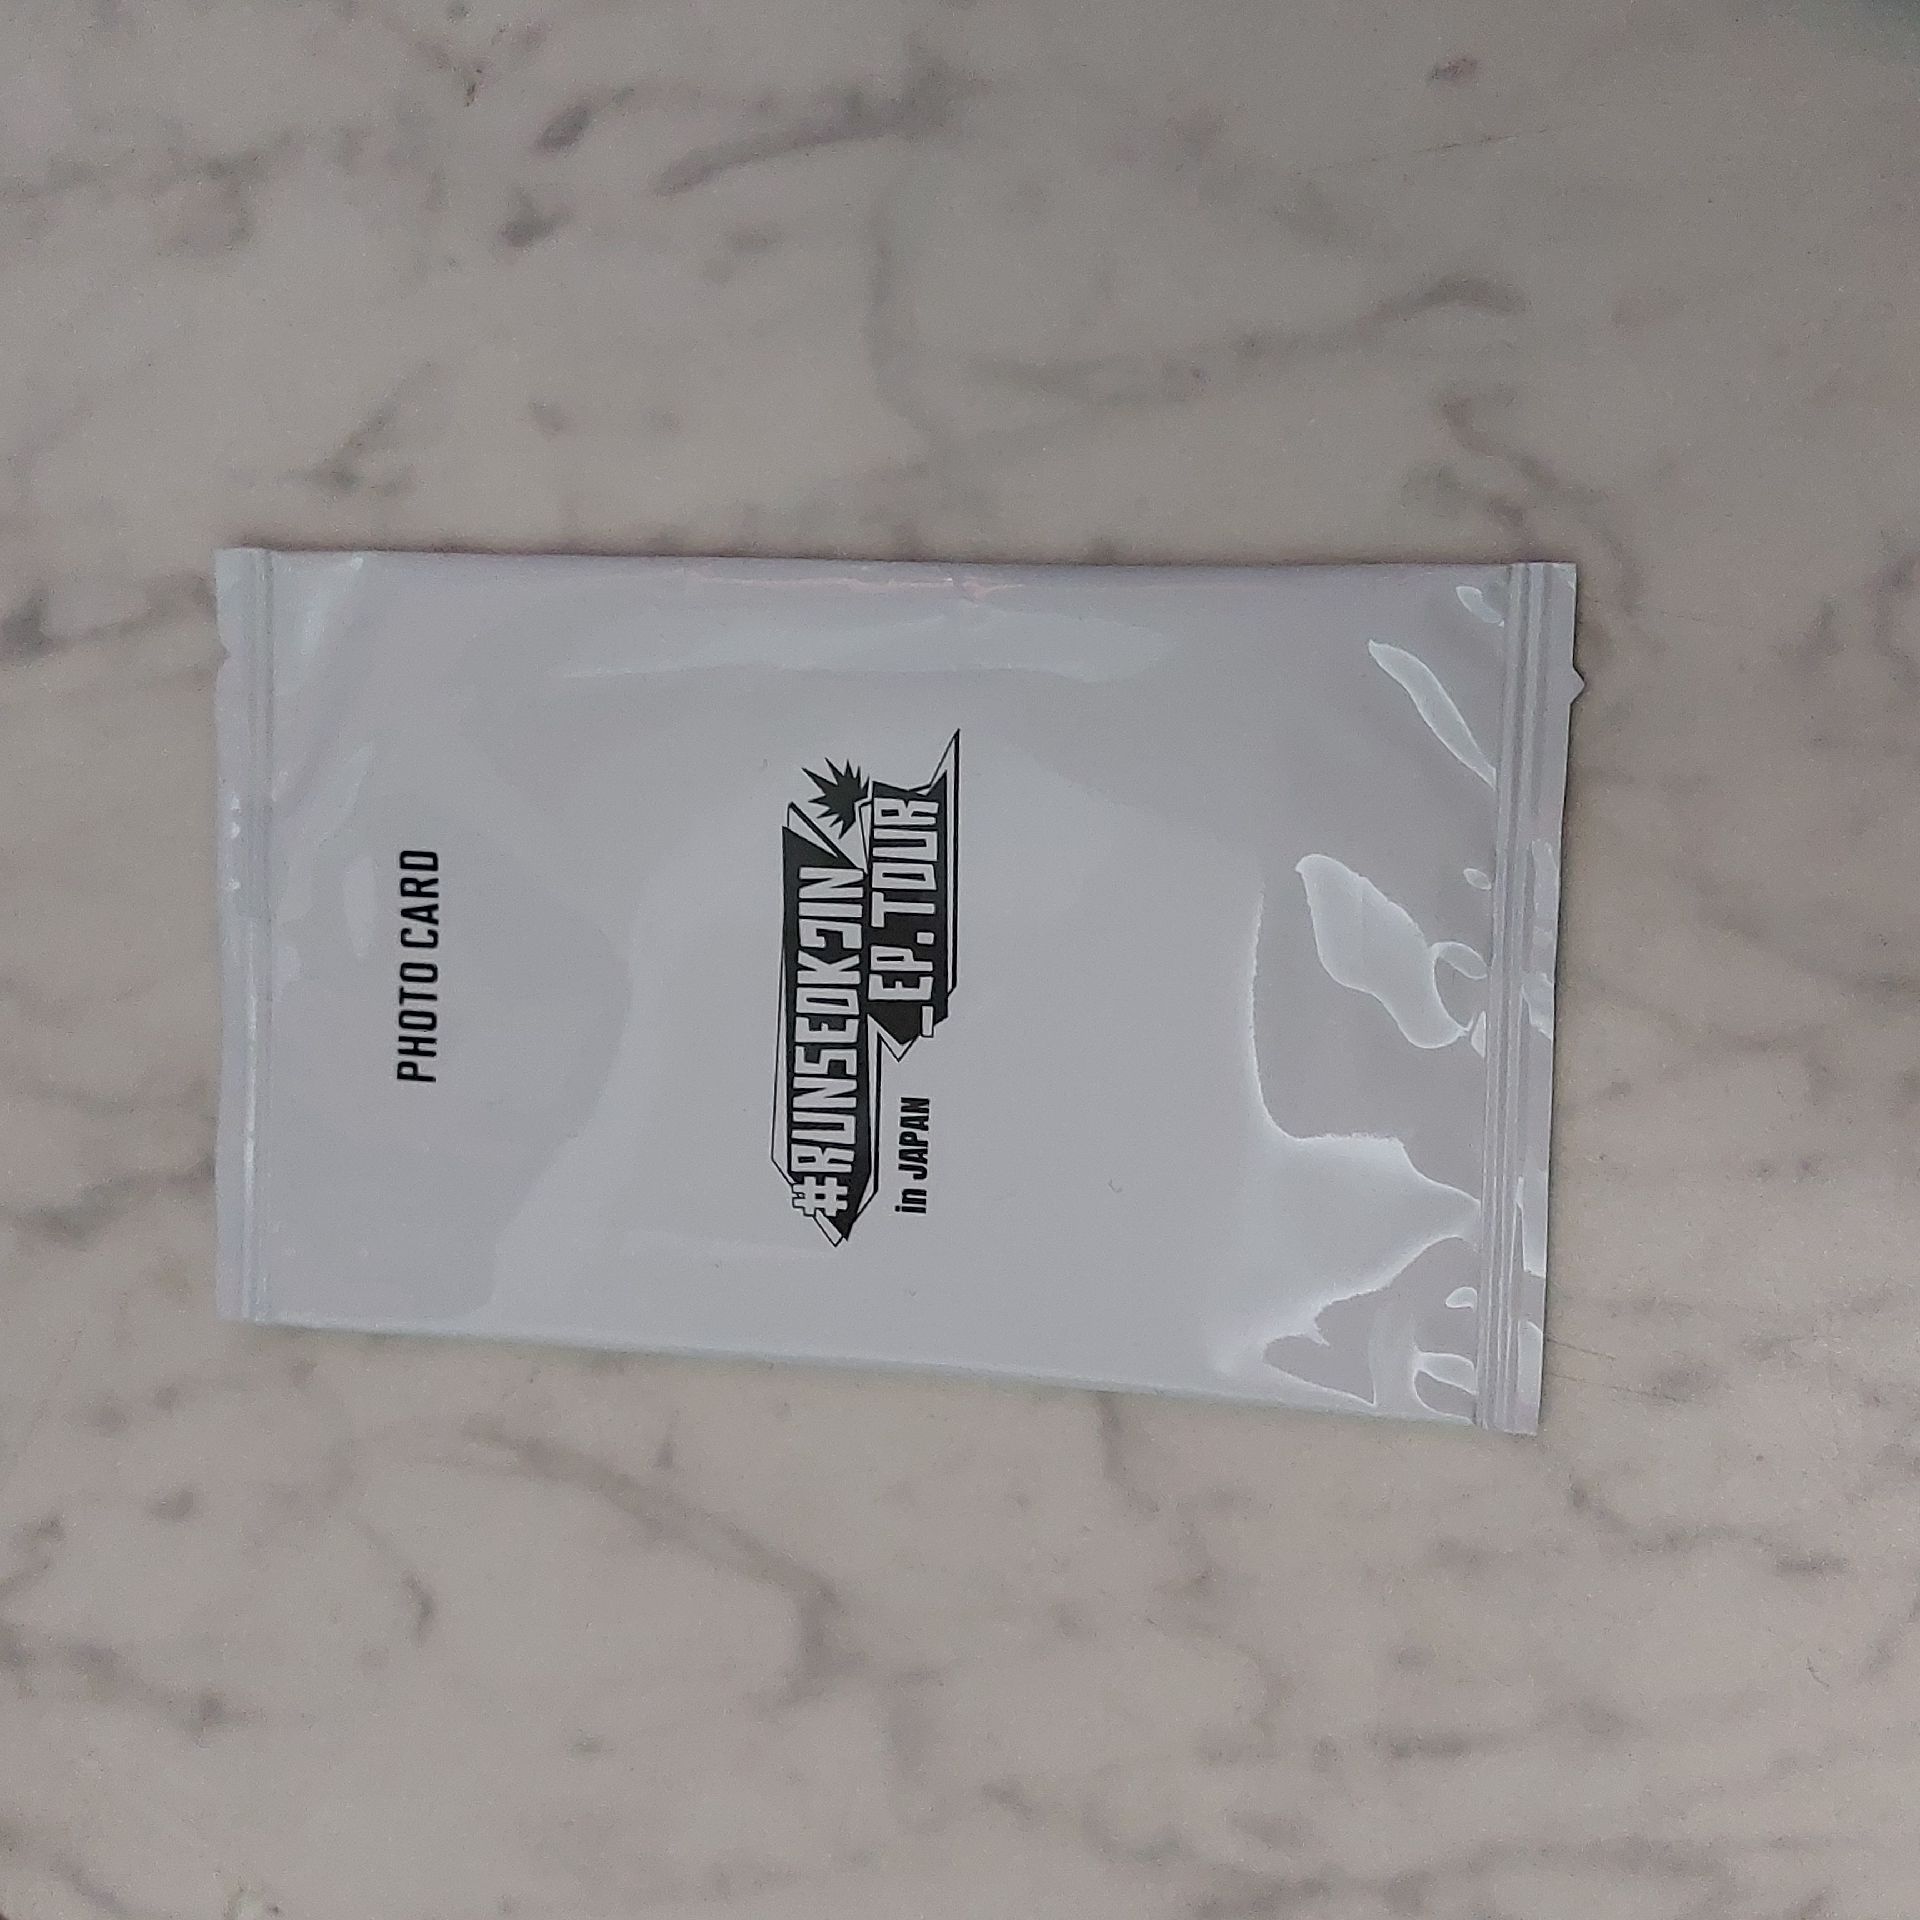 PHOTO CARD
#RUNSEOKJIN
_EP.TOUR
in JAPAN